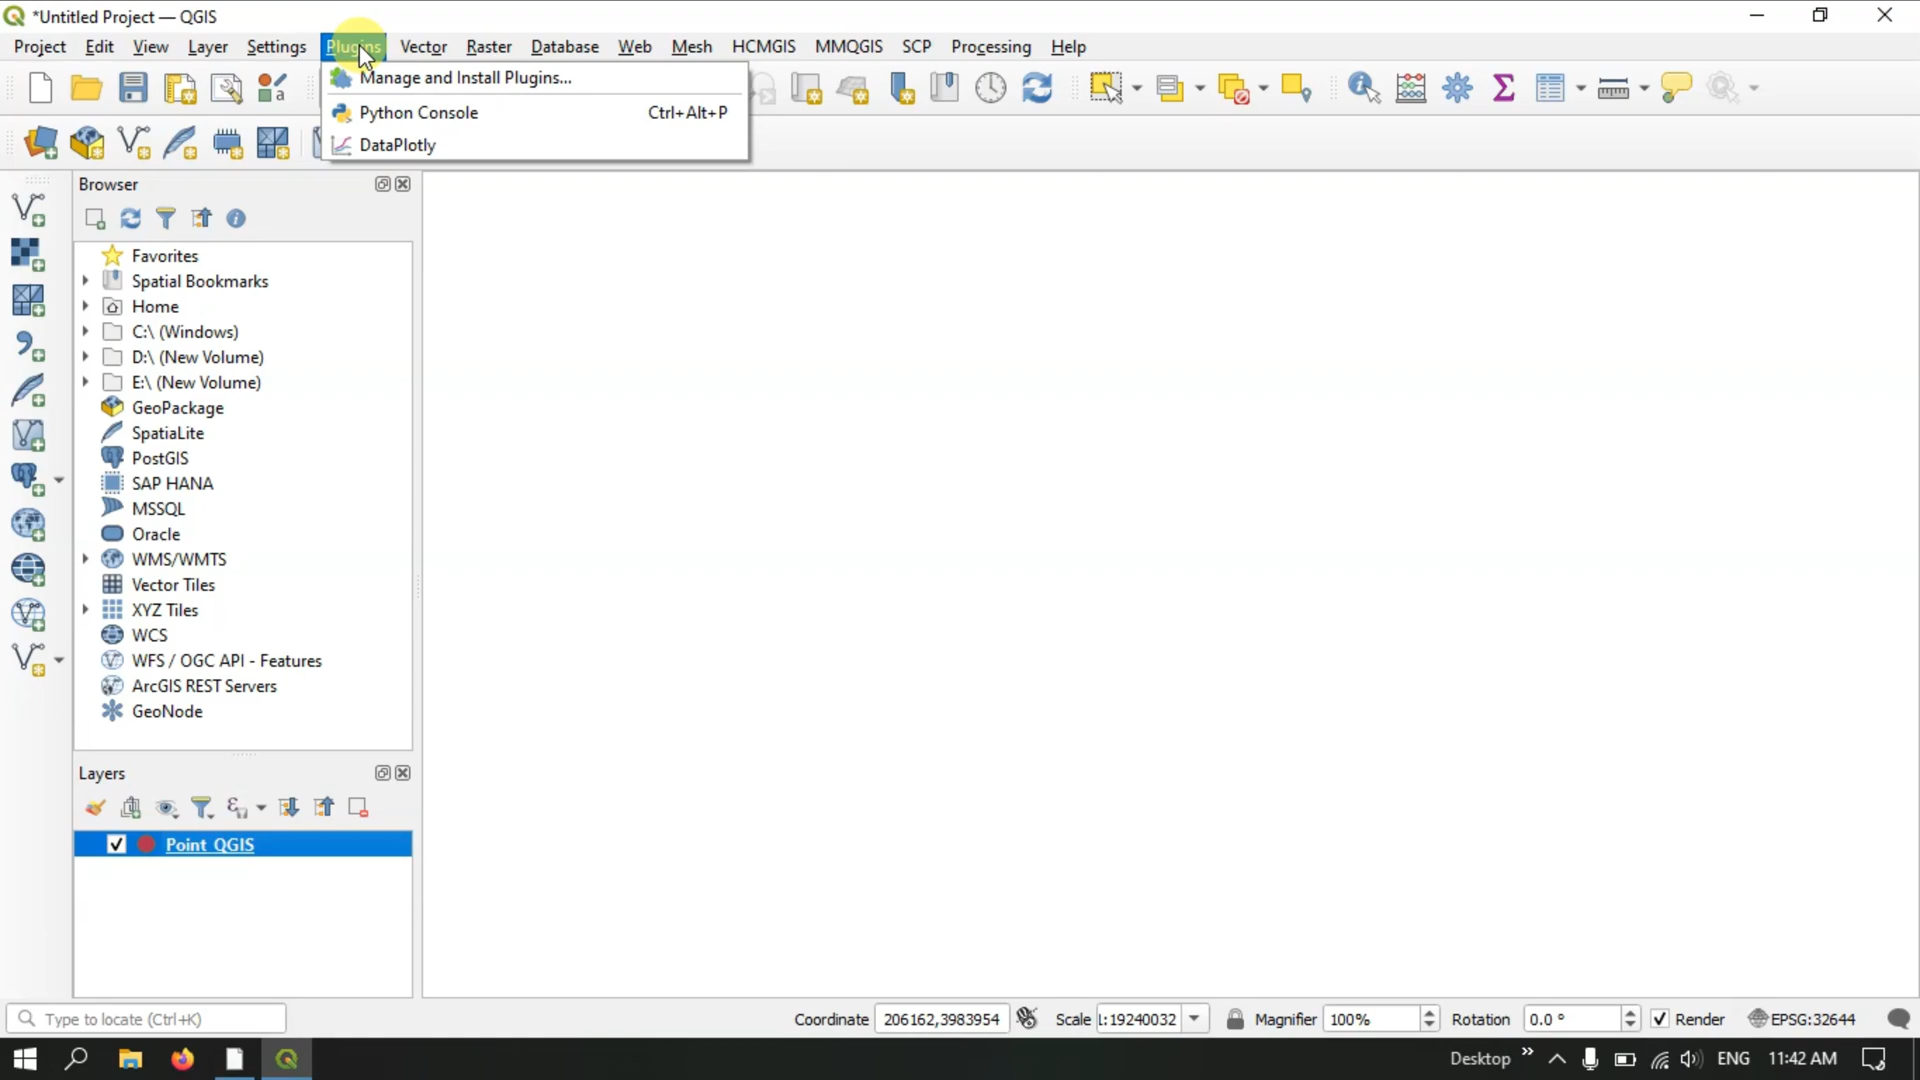 *Untitled Project — QGIS
Project Edit View Layer Settings Plugins Vector Raster Database Web Mesh HCMGIS MMQGIS SCP Processing Help
Manage and Install Plugins...
Python Console Ctrl+Alt+P
DataPlotly
Browser
Favorites
Spatial Bookmarks
Home
C:\ (Windows)
D:\ (New Volume)
E:\ (New Volume)
GeoPackage
SpatiaLite
PostGIS
SAP HANA
MSSQL
Oracle
WMS/WMTS
Vector Tiles
XYZ Tiles
WCS
WFS / OGC API - Features
ArcGIS REST Servers
GeoNode
Layers
Point QGIS
Type to locate (Ctrl+K) Coordinate 206162,3983954 Scale 1:19240032 Magnifier 100% Rotation 0.0 ° Render EPSG:32644
Desktop ENG 11:42 AM